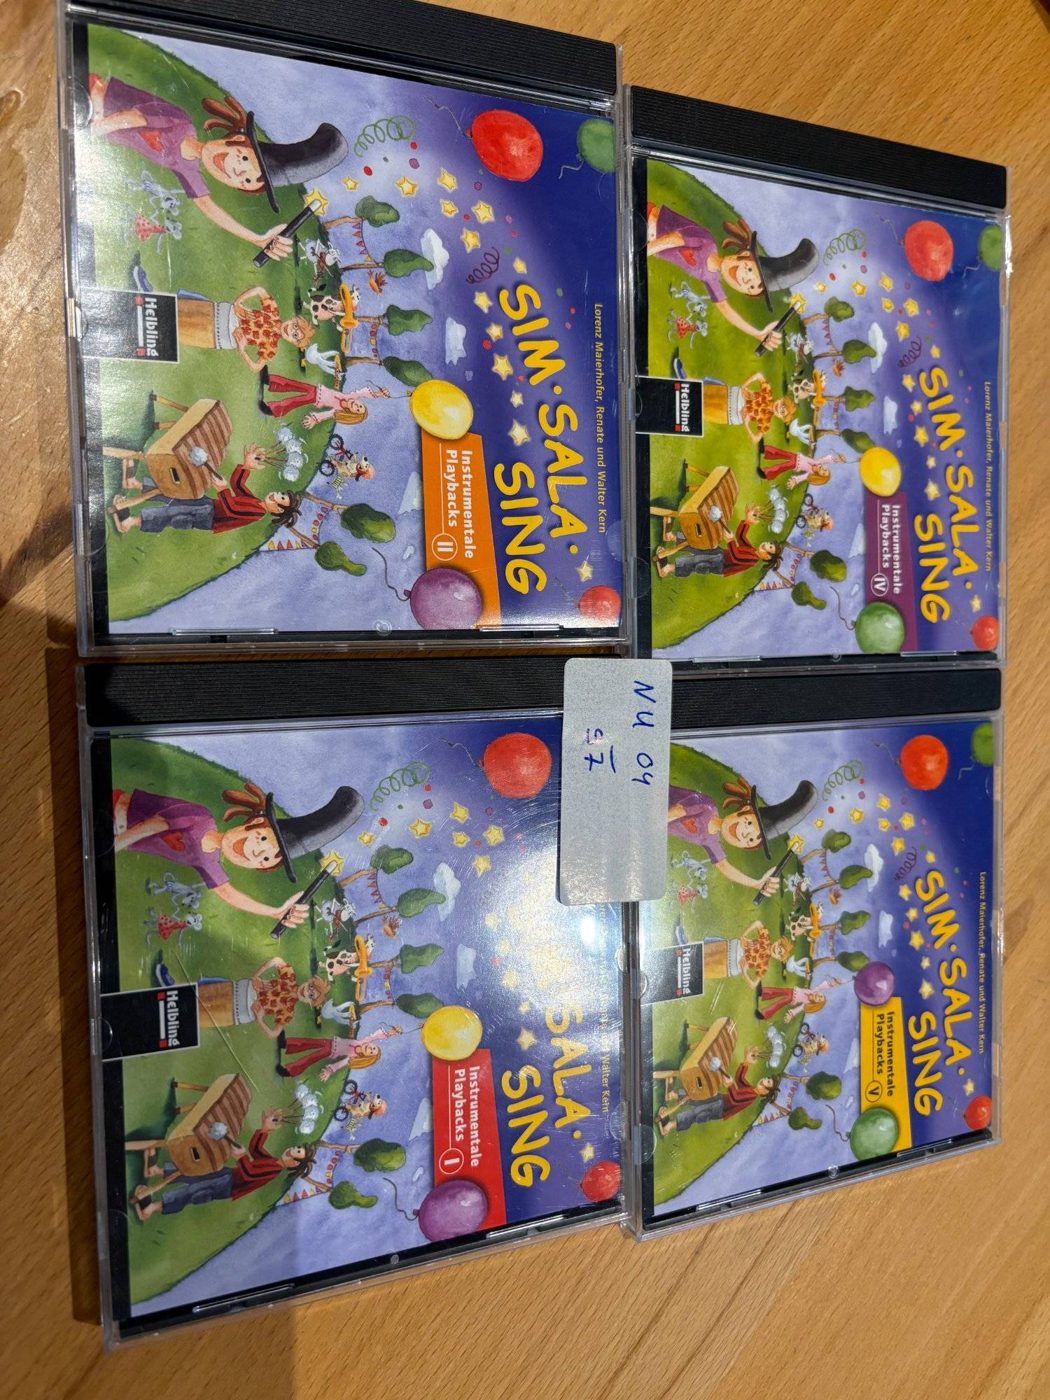 Lorenz Maierhofer, Renate und Walter Kern
SIM·SALA·
SING
Instrumentale
Playbacks II
Helbling
Lorenz Maierhofer, Renate und Walter Kern
SIM·SALA·
SING
Instrumentale
Playbacks IV
Helbling
Walter Kern
SALA·
SING
Instrumentale
Playbacks I
Helbling
Lorenz Maierhofer, Renate und Walter Kern
SIM·SALA·
SING
Instrumentale
Playbacks V
Helbling
NU 04